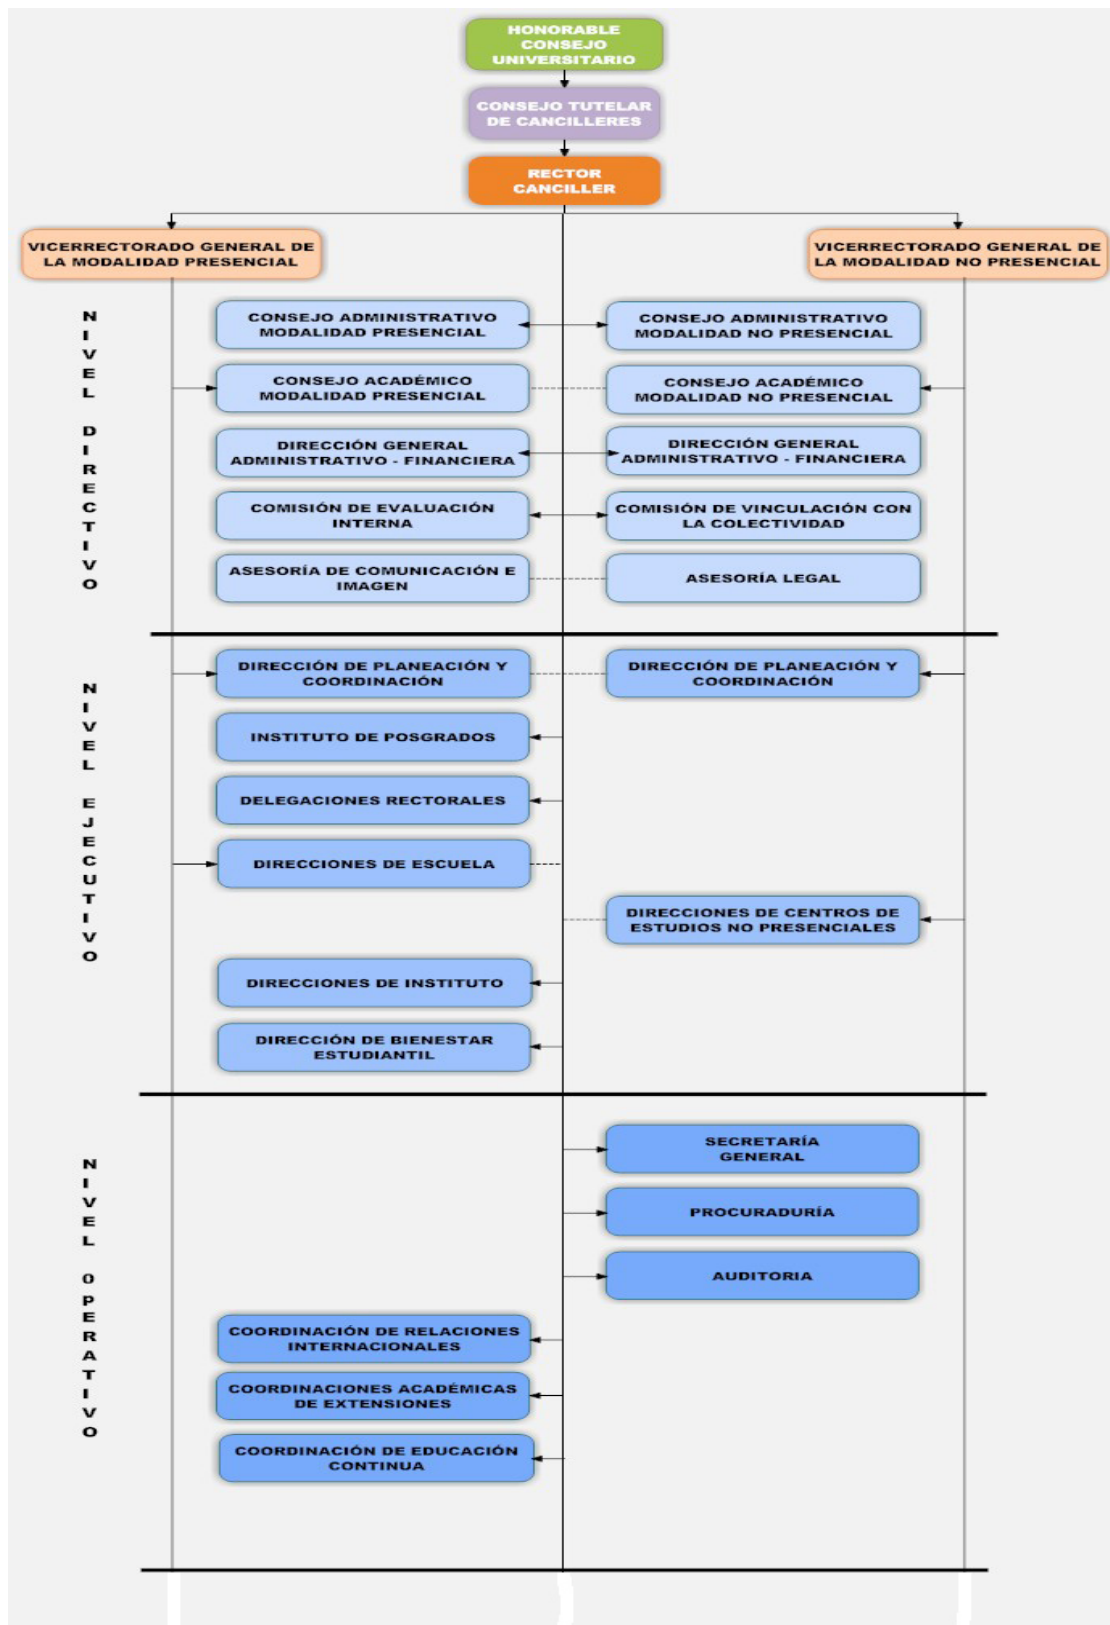 HONORABLE
CONSEJO
UNIVERSITARIO
CONSEJO TUTELAR
DE CANCILLERES
RECTOR
CANCILLER
VICERRECTORADO GENERAL DE
LA MODALIDAD PRESENCIAL
VICERRECTORADO GENERAL DE
LA MODALIDAD NO PRESENCIAL
NIVEL DIRECTIVO
CONSEJO ADMINISTRATIVO
MODALIDAD PRESENCIAL
CONSEJO ADMINISTRATIVO
MODALIDAD NO PRESENCIAL
CONSEJO ACADÉMICO
MODALIDAD PRESENCIAL
CONSEJO ACADÉMICO
MODALIDAD NO PRESENCIAL
DIRECCIÓN GENERAL
ADMINISTRATIVO - FINANCIERA
DIRECCIÓN GENERAL
ADMINISTRATIVO - FINANCIERA
COMISIÓN DE EVALUACIÓN
INTERNA
COMISIÓN DE VINCULACIÓN CON
LA COLECTIVIDAD
ASESORÍA DE COMUNICACIÓN E
IMAGEN
ASESORÍA LEGAL
NIVEL EJECUTIVO
DIRECCIÓN DE PLANEACIÓN Y
COORDINACIÓN
DIRECCIÓN DE PLANEACIÓN Y
COORDINACIÓN
INSTITUTO DE POSGRADOS
DELEGACIONES RECTORALES
DIRECCIONES DE ESCUELA
DIRECCIONES DE CENTROS DE
ESTUDIOS NO PRESENCIALES
DIRECCIONES DE INSTITUTO
DIRECCIÓN DE BIENESTAR
ESTUDIANTIL
NIVEL OPERATIVO
SECRETARÍA
GENERAL
PROCURADURÍA
AUDITORIA
COORDINACIÓN DE RELACIONES
INTERNACIONALES
COORDINACIONES ACADÉMICAS
DE EXTENSIONES
COORDINACIÓN DE EDUCACIÓN
CONTINUA